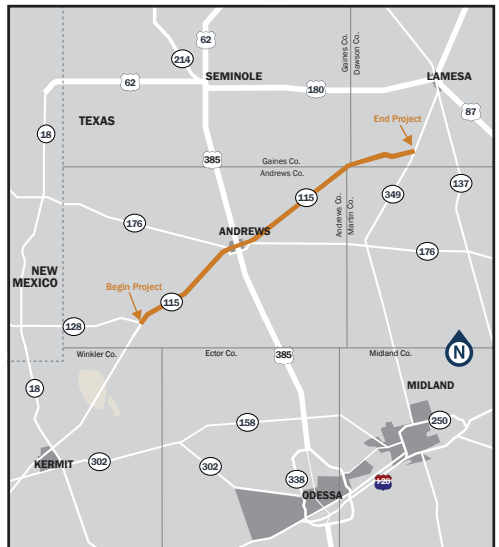 62
214
SEMINOLE
62
180
LAMESA
Gaines Co.
Dawson Co.
TEXAS
87
18
End Project
385
Gaines Co.
Andrews Co.
137
115
349
Andrews Co.
Martin Co.
176
ANDREWS
176
NEW
MEXICO
Begin Project
115
128
N
Winkler Co.
Ector Co.
385
Midland Co.
18
MIDLAND
158
250
KERMIT
302
302
338
ODESSA
I-20